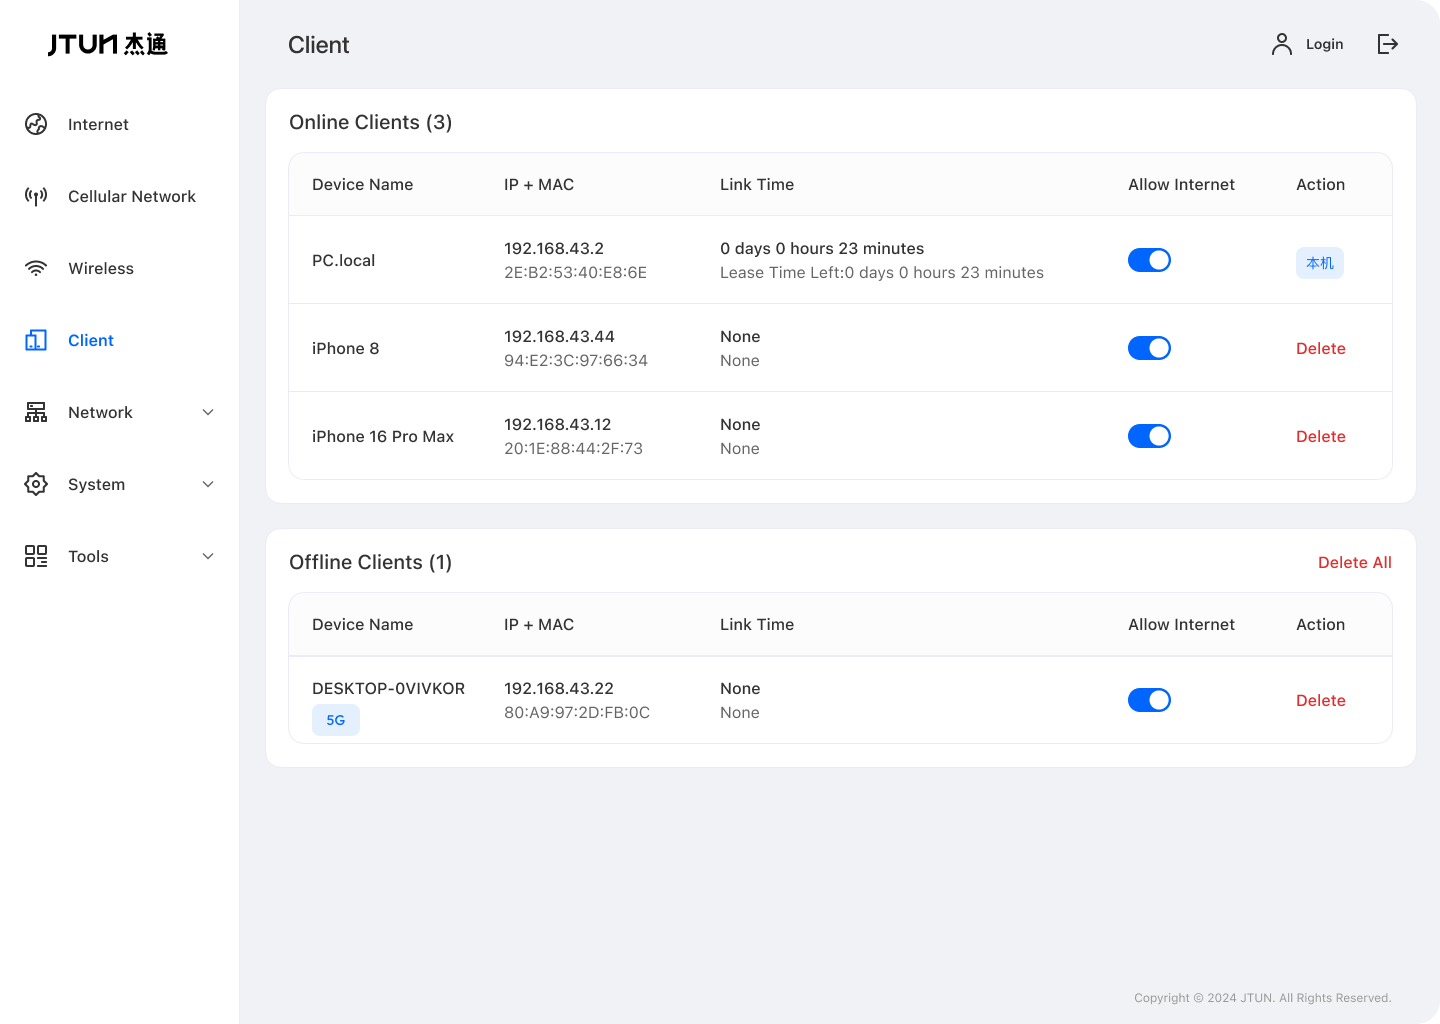 JTUN 杰通
Client
Login
Internet
Cellular Network
Wireless
Client
Network
System
Tools
Online Clients (3)
Device Name IP + MAC Link Time Allow Internet Action
PC.local 192.168.43.2 0 days 0 hours 23 minutes 本机
2E:B2:53:40:E8:6E Lease Time Left:0 days 0 hours 23 minutes
iPhone 8 192.168.43.44 None Delete
94:E2:3C:97:66:34 None
iPhone 16 Pro Max 192.168.43.12 None Delete
20:1E:88:44:2F:73 None
Offline Clients (1) Delete All
Device Name IP + MAC Link Time Allow Internet Action
DESKTOP-0VIVKOR 192.168.43.22 None Delete
5G 80:A9:97:2D:FB:0C None
Copyright © 2024 JTUN. All Rights Reserved.